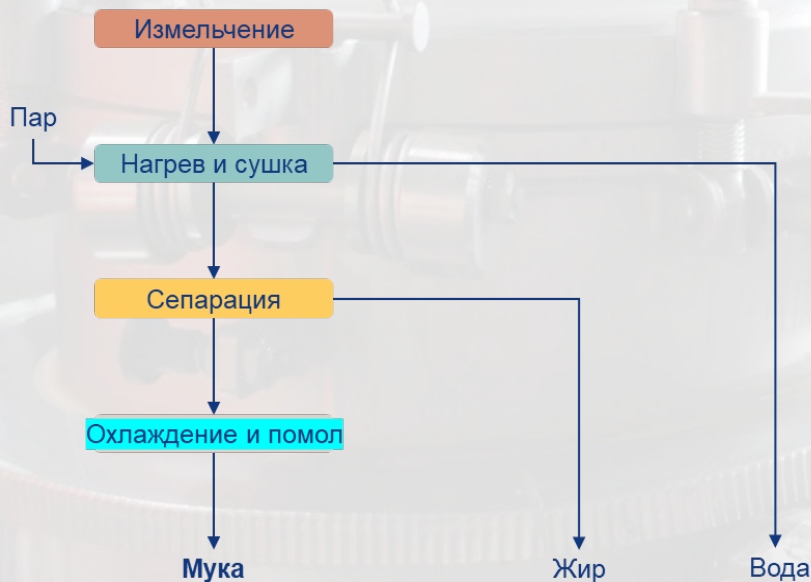 Измельчение
Пар
Нагрев и сушка
Сепарация
Охлаждение и помол
Мука
Жир
Вода